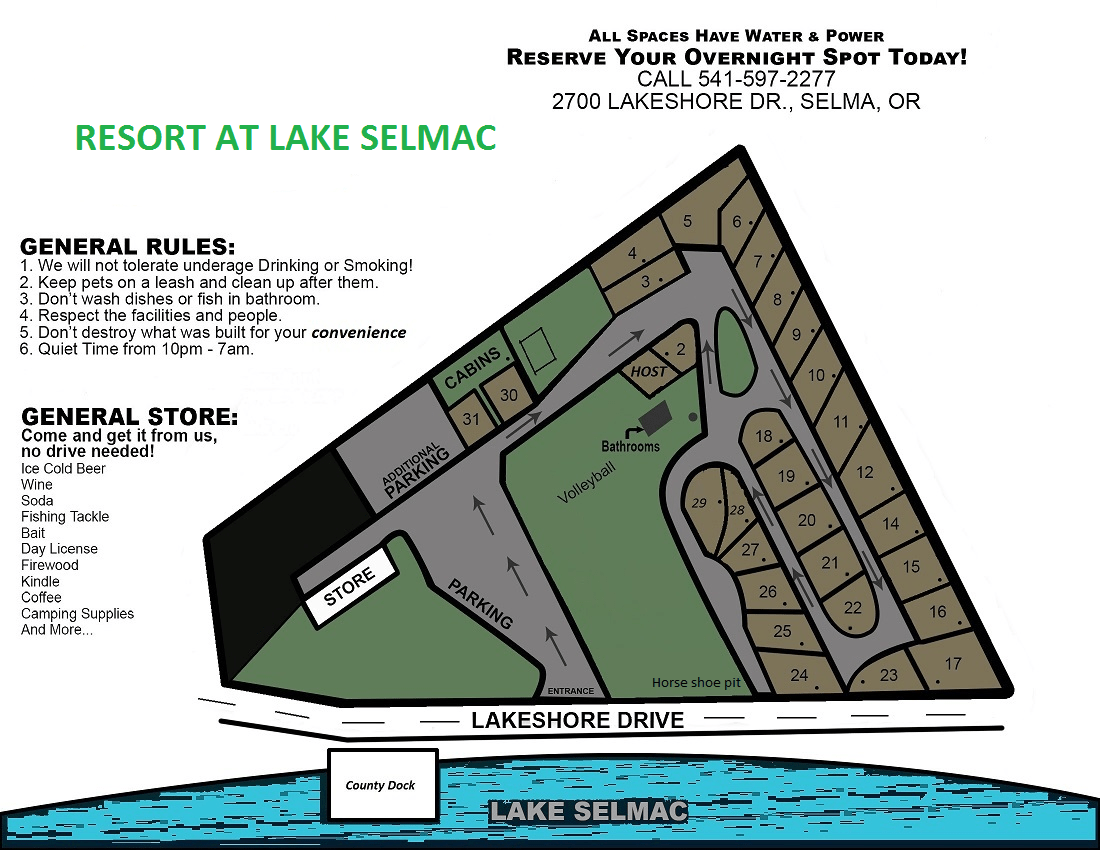 ALL SPACES HAVE WATER & POWER
RESERVE YOUR OVERNIGHT SPOT TODAY!
CALL 541-597-2277
2700 LAKESHORE DR., SELMA, OR
RESORT AT LAKE SELMAC
GENERAL RULES:
1. We will not tolerate underage Drinking or Smoking!
2. Keep pets on a leash and clean up after them.
3. Don't wash dishes or fish in bathroom.
4. Respect the facilities and people.
5. Don't destroy what was built for your convenience
6. Quiet Time from 10pm - 7am.
GENERAL STORE:
Come and get it from us,
no drive needed!
Ice Cold Beer
Wine
Soda
Fishing Tackle
Bait
Day License
Firewood
Kindle
Coffee
Camping Supplies
And More...
5
6
4
3
7
8
9
10
11
12
14
15
16
17
2
HOST
CABINS
30
31
ADDITIONAL
PARKING
Bathrooms
Volleyball
18
19
20
21
22
29
28
27
26
25
24
23
STORE
PARKING
Horse shoe pit
ENTRANCE
LAKESHORE DRIVE
County Dock
LAKE SELMAC